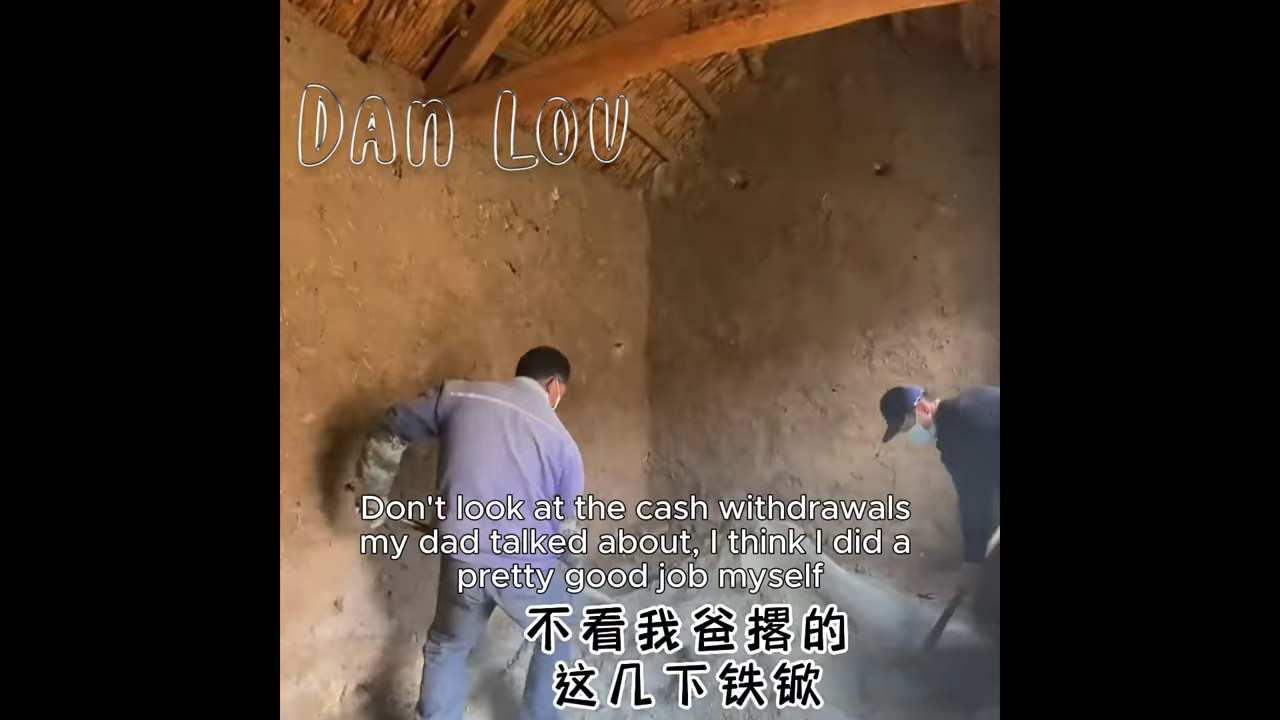 Dan Lov
Don't look at the cash withdrawals
my dad talked about, I think I did a
pretty good job myself
不看我爸撂的
这几下铁锨